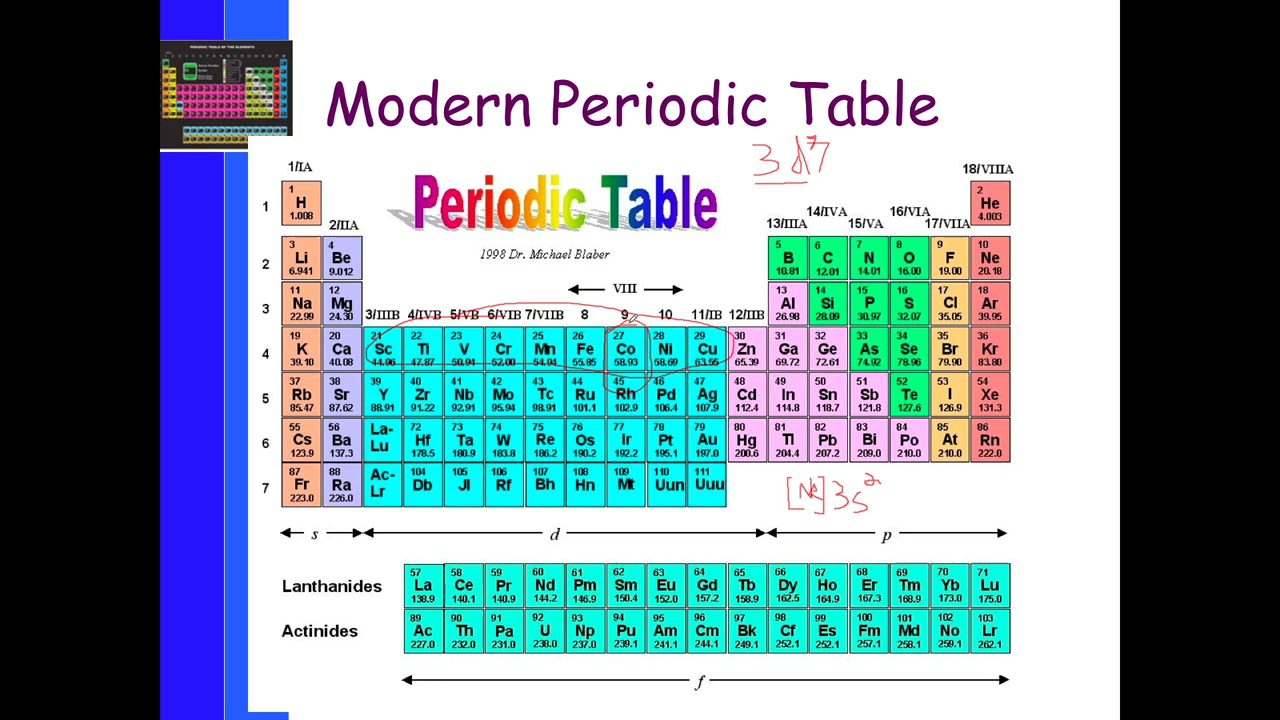 PERIODIC TABLE OF THE ELEMENTS
Modern Periodic Table
3d7
1/IA
18/VIIIA
1
1 H 1.008
Periodic Table
2 He 4.003
2/IIA
13/IIIA 14/IVA 15/VA 16/VIA 17/VIIA
2
3 Li 6.941
4 Be 9.012
1998 Dr. Michael Blaber
5 B 10.81
6 C 12.01
7 N 14.01
8 O 16.00
9 F 19.00
10 Ne 20.18
VIII
3
11 Na 22.99
12 Mg 24.30
3/IIIB 4/IVB 5/VB 6/VIB 7/VIIB 8 9 10 11/IB 12/IIB
13 Al 26.98
14 Si 28.09
15 P 30.97
16 S 32.07
17 Cl 35.05
18 Ar 39.95
4
19 K 39.10
20 Ca 40.08
21 Sc 44.96
22 Ti 47.87
23 V 50.94
24 Cr 52.00
25 Mn 54.94
26 Fe 55.85
27 Co 58.93
28 Ni 58.69
29 Cu 63.55
30 Zn 65.39
31 Ga 69.72
32 Ge 72.61
33 As 74.92
34 Se 78.96
35 Br 79.90
36 Kr 83.80
5
37 Rb 85.47
38 Sr 87.62
39 Y 88.91
40 Zr 91.22
41 Nb 92.91
42 Mo 95.94
43 Tc 98.91
44 Ru 101.1
45 Rh 102.9
46 Pd 106.4
47 Ag 107.9
48 Cd 112.4
49 In 114.8
50 Sn 118.7
51 Sb 121.8
52 Te 127.6
53 I 126.9
54 Xe 131.3
6
55 Cs 123.9
56 Ba 137.3
La-Lu
72 Hf 178.5
73 Ta 180.9
74 W 183.8
75 Re 186.2
76 Os 190.2
77 Ir 192.2
78 Pt 195.1
79 Au 197.0
80 Hg 200.6
81 Tl 204.4
82 Pb 207.2
83 Bi 209.0
84 Po 210.0
85 At 210.0
86 Rn 222.0
7
87 Fr 223.0
88 Ra 226.0
Ac-Lr
104 Db
105 Jl
106 Rf
107 Bh
108 Hn
109 Mt
110 Uun
111 Uuu
[Ne]3s2
s d p
Lanthanides
57 La 138.9
58 Ce 140.1
59 Pr 140.9
60 Nd 144.2
61 Pm 146.9
62 Sm 150.4
63 Eu 152.0
64 Gd 157.2
65 Tb 158.9
66 Dy 162.5
67 Ho 164.9
68 Er 167.3
69 Tm 168.9
70 Yb 173.0
71 Lu 175.0
Actinides
89 Ac 227.0
90 Th 232.0
91 Pa 231.0
92 U 238.0
93 Np 237.0
94 Pu 239.1
95 Am 241.1
96 Cm 244.1
97 Bk 249.1
98 Cf 252.1
99 Es 252.1
100 Fm 257.1
101 Md 258.1
102 No 259.1
103 Lr 262.1
f